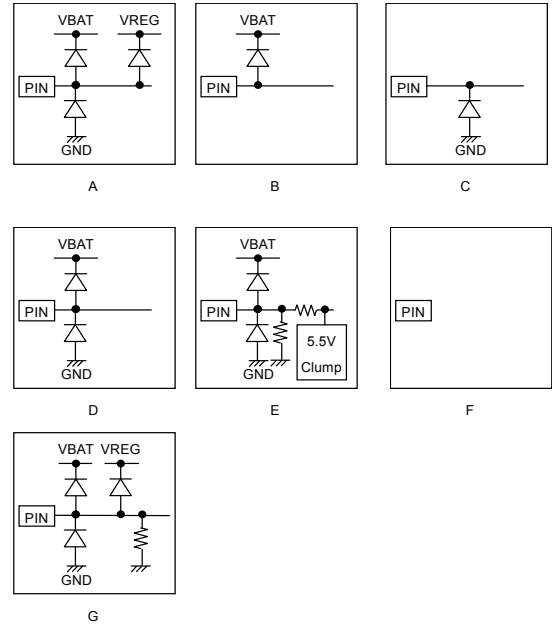 VBAT VREG
PIN
GND
A
VBAT
PIN
B
PIN
GND
C
VBAT
PIN
GND
D
VBAT
PIN
GND
5.5V
Clump
E
PIN
F
VBAT VREG
PIN
GND
G